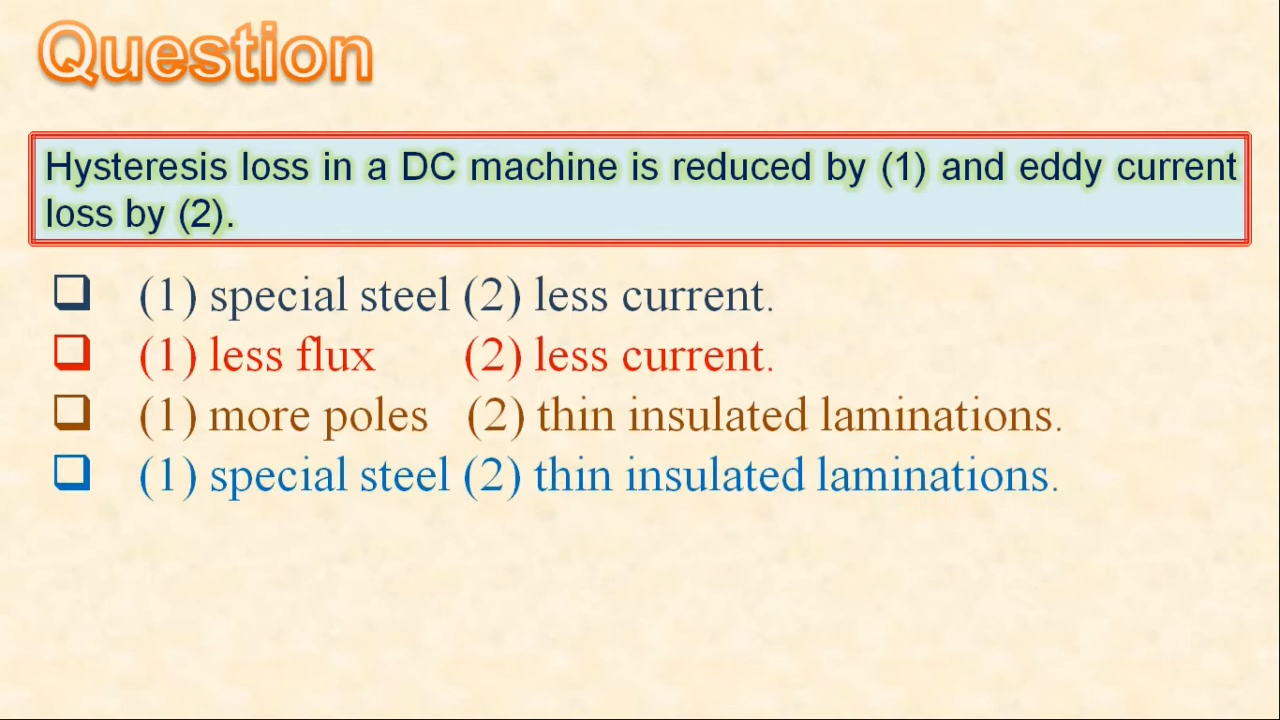 Question
Hysteresis loss in a DC machine is reduced by (1) and eddy current
loss by (2).
❑ (1) special steel (2) less current.
❑ (1) less flux (2) less current.
❑ (1) more poles (2) thin insulated laminations.
❑ (1) special steel (2) thin insulated laminations.